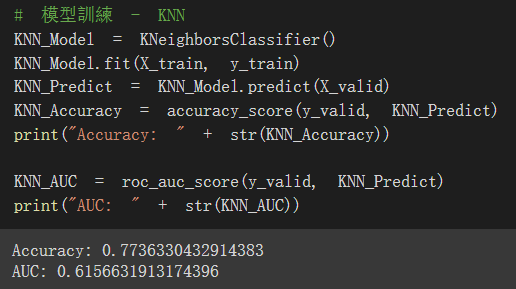 # 模型訓練 - KNN
KNN_Model = KNeighborsClassifier()
KNN_Model.fit(X_train, y_train)
KNN_Predict = KNN_Model.predict(X_valid)
KNN_Accuracy = accuracy_score(y_valid, KNN_Predict)
print("Accuracy: " + str(KNN_Accuracy))
KNN_AUC = roc_auc_score(y_valid, KNN_Predict)
print("AUC: " + str(KNN_AUC))
Accuracy: 0.7736330432914383
AUC: 0.6156631913174396